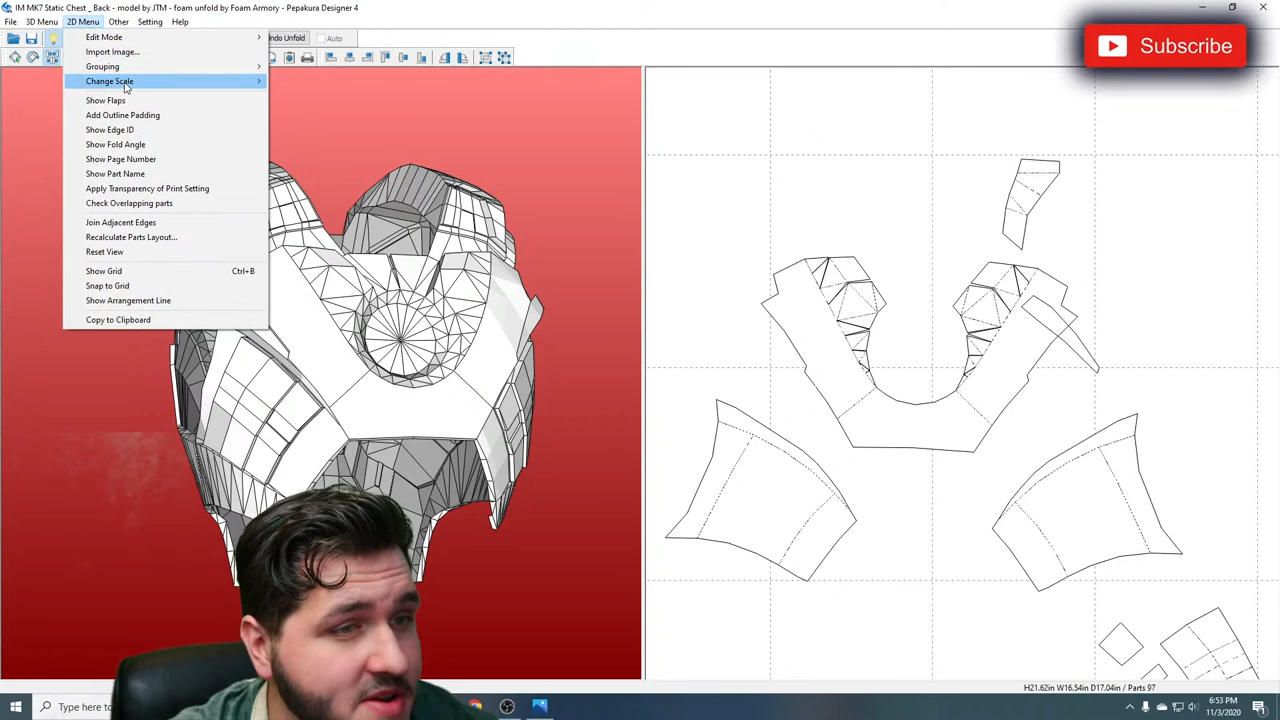 IM MK7 Static Chest _ Back - model by JTM - foam unfold by Foam Armory - Pepakura Designer 4
File 3D Menu 2D Menu Other Setting Help
Undo Unfold Auto
Edit Mode
Import Image...
Grouping
Change Scale
Show Flaps
Add Outline Padding
Show Edge ID
Show Fold Angle
Show Page Number
Show Part Name
Apply Transparency of Print Setting
Check Overlapping parts
Join Adjacent Edges
Recalculate Parts Layout...
Reset View
Show Grid Ctrl+B
Snap to Grid
Show Arrangement Line
Copy to Clipboard
Subscribe
H21.62in W16.54in D17.04in / Parts 97
Type here to
6:53 PM
11/3/2020